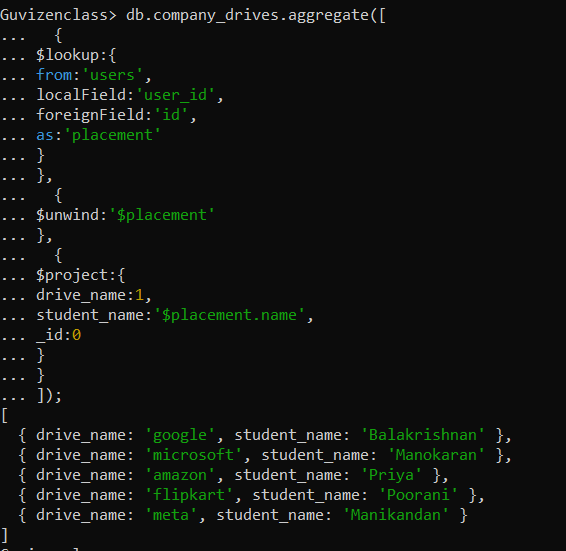 Guvizenclass> db.company_drives.aggregate([
...   {
... $lookup:{
... from:'users',
... localField:'user_id',
... foreignField:'id',
... as:'placement'
... }
... },
...   {
... $unwind:'$placement'
... },
...   {
... $project:{
... drive_name:1,
... student_name:'$placement.name',
... _id:0
... }
... }
... ]);
[
  { drive_name: 'google', student_name: 'Balakrishnan' },
  { drive_name: 'microsoft', student_name: 'Manokaran' },
  { drive_name: 'amazon', student_name: 'Priya' },
  { drive_name: 'flipkart', student_name: 'Poorani' },
  { drive_name: 'meta', student_name: 'Manikandan' }
]